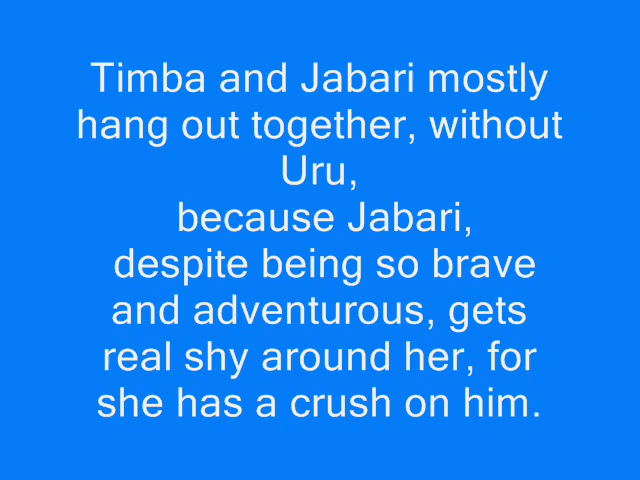 Timba and Jabari mostly
hang out together, without
Uru,
because Jabari,
despite being so brave
and adventurous, gets
real shy around her, for
she has a crush on him.